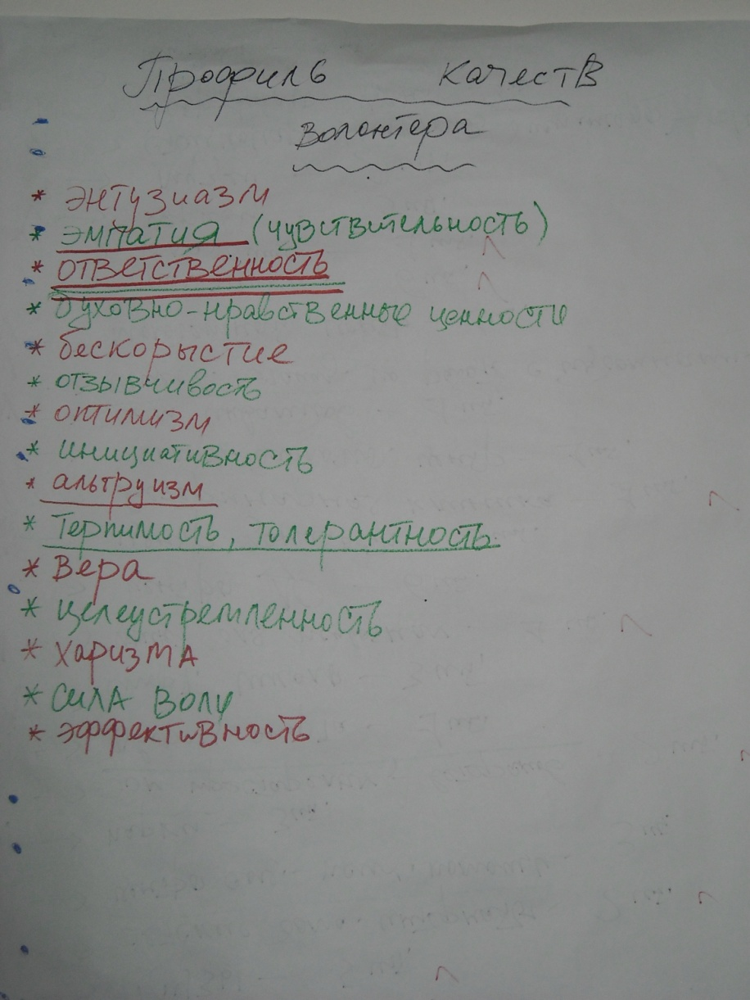 Профиль качеств
волонтера
* энтузиазм
* эмпатия (чувствительность)
* ответственность
* духовно-нравственные ценности
* бескорыстие
* отзывчивость
* оптимизм
* инициативность
* альтруизм
* терпимость, толерантность
* вера
* целеустремленность
* харизма
* сила воли
* эффективность